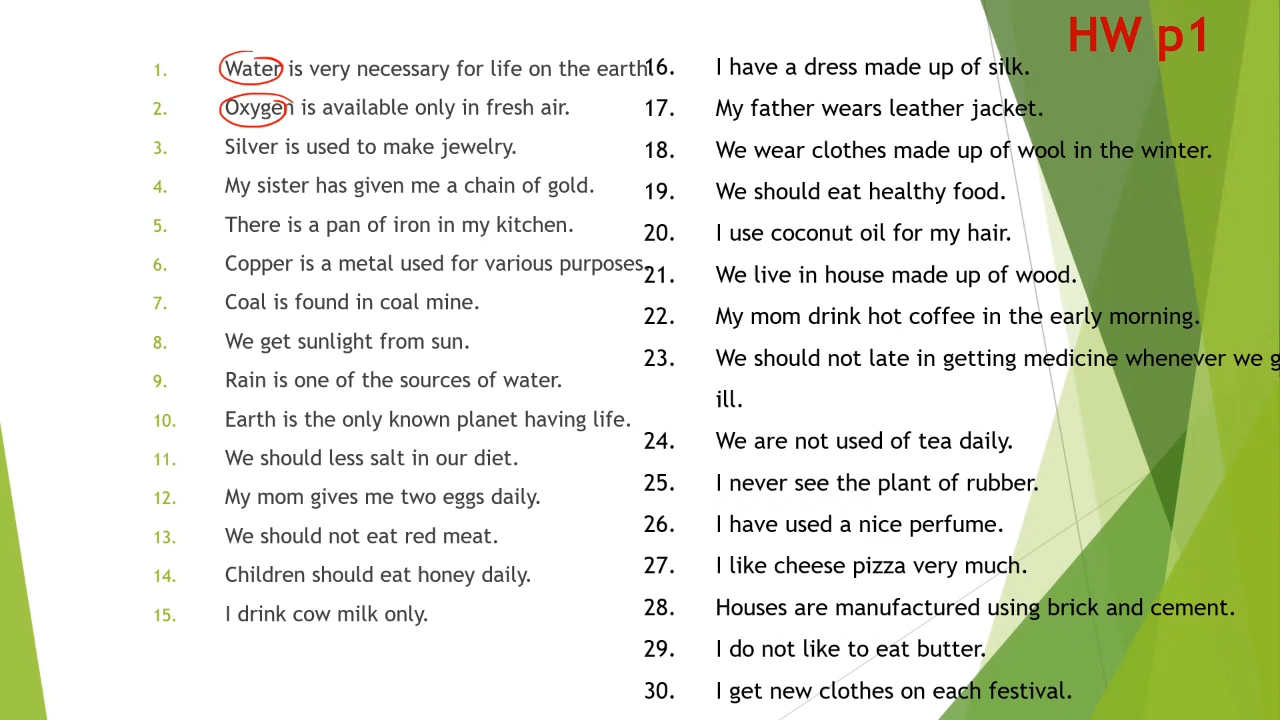 HW p1
1. Water is very necessary for life on the earth.
2. Oxygen is available only in fresh air.
3. Silver is used to make jewelry.
4. My sister has given me a chain of gold.
5. There is a pan of iron in my kitchen.
6. Copper is a metal used for various purposes.
7. Coal is found in coal mine.
8. We get sunlight from sun.
9. Rain is one of the sources of water.
10. Earth is the only known planet having life.
11. We should less salt in our diet.
12. My mom gives me two eggs daily.
13. We should not eat red meat.
14. Children should eat honey daily.
15. I drink cow milk only.
16. I have a dress made up of silk.
17. My father wears leather jacket.
18. We wear clothes made up of wool in the winter.
19. We should eat healthy food.
20. I use coconut oil for my hair.
21. We live in house made up of wood.
22. My mom drink hot coffee in the early morning.
23. We should not late in getting medicine whenever we
ill.
24. We are not used of tea daily.
25. I never see the plant of rubber.
26. I have used a nice perfume.
27. I like cheese pizza very much.
28. Houses are manufactured using brick and cement.
29. I do not like to eat butter.
30. I get new clothes on each festival.